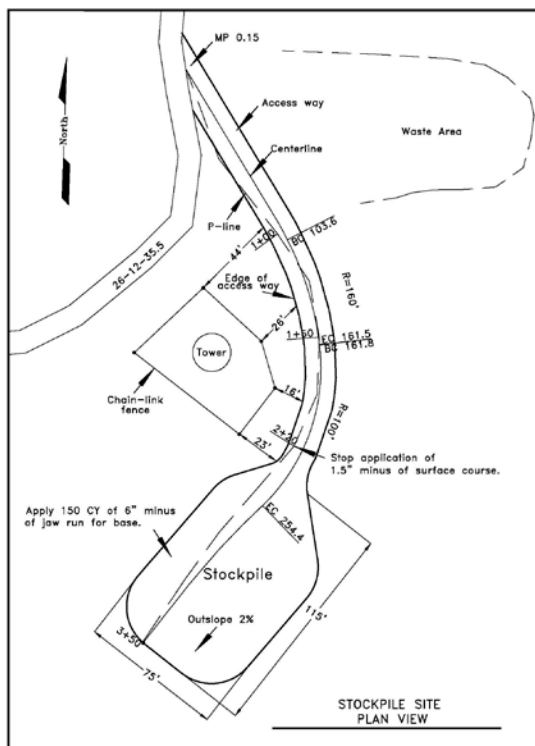 MP 0.15
Access way
Waste Area
North
Centerline
P-line
1+00
BC 103.6
44'
26-12-35.5
Edge of
access way
R=160'
26'
1+60
EC 161.5
BC 161.8
Tower
Chain-link
fence
16'
R=100'
2+20
23'
Stop application of
1.5" minus of surface course.
Apply 150 CY of 6" minus
of jaw run for base.
EC 254.4
Stockpile
Outslope 2%
115'
3+50
75'
STOCKPILE SITE
PLAN VIEW